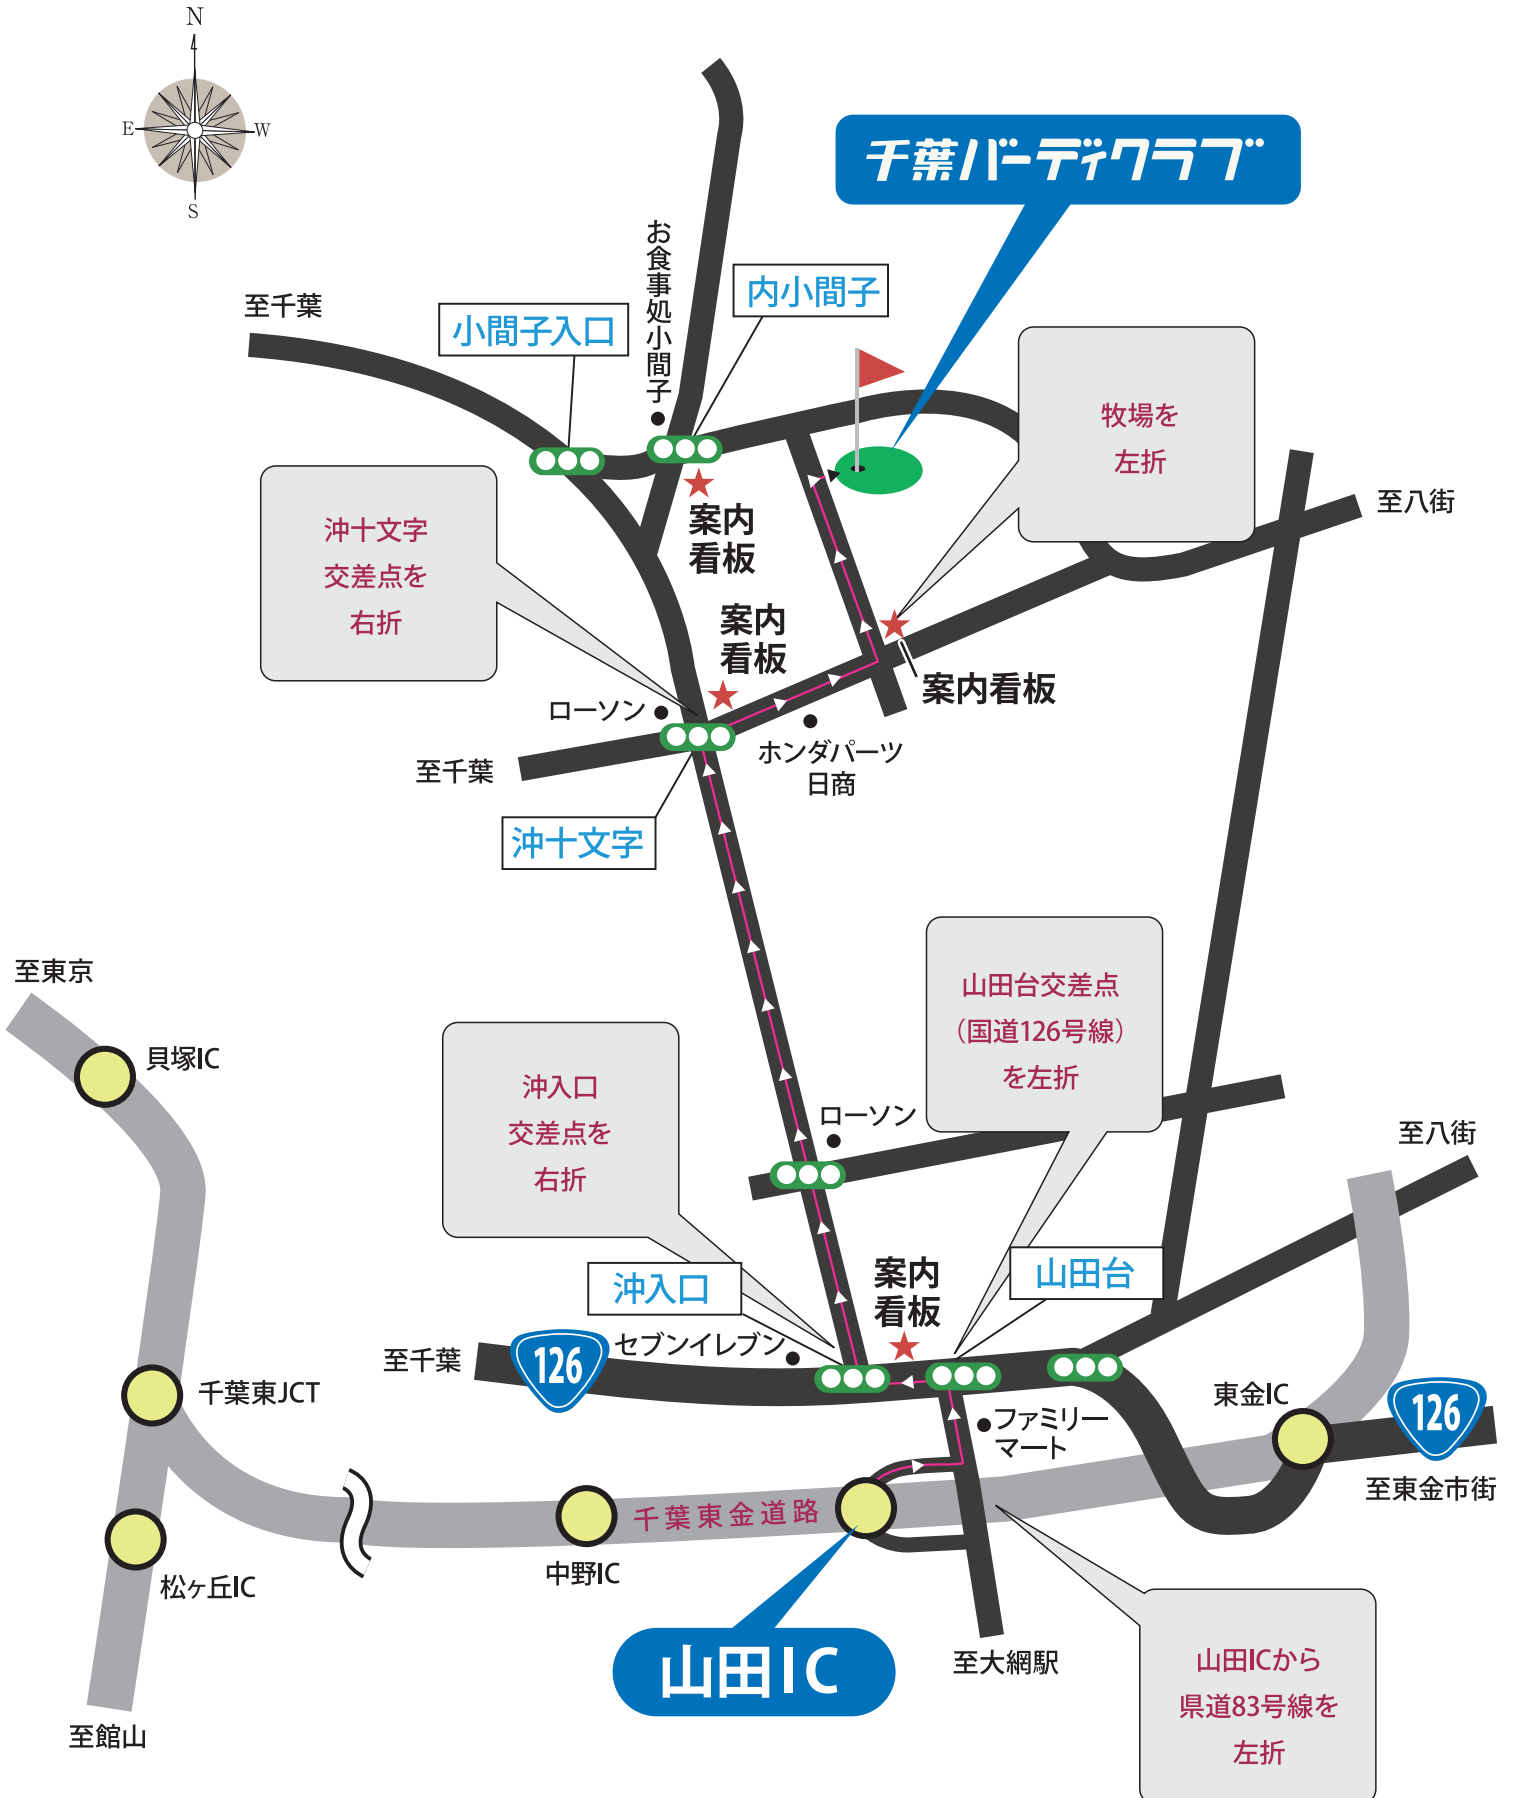 N
E
W
S
千葉バーディクラブ
お食事処小間子
内小間子
至千葉
小間子入口
牧場を
左折
至八街
沖十文字
交差点を
右折
案内
看板
案内
看板
案内看板
ローソン
ホンダパーツ
日商
至千葉
沖十文字
至東京
貝塚IC
山田台交差点
（国道126号線）
を左折
沖入口
交差点を
右折
ローソン
至八街
案内
看板
山田台
沖入口
セブンイレブン
至千葉
126
千葉東JCT
ファミリー
マート
東金IC
126
至東金市街
千葉東金道路
中野IC
松ヶ丘IC
山田IC
至大網駅
山田ICから
県道83号線を
左折
至館山